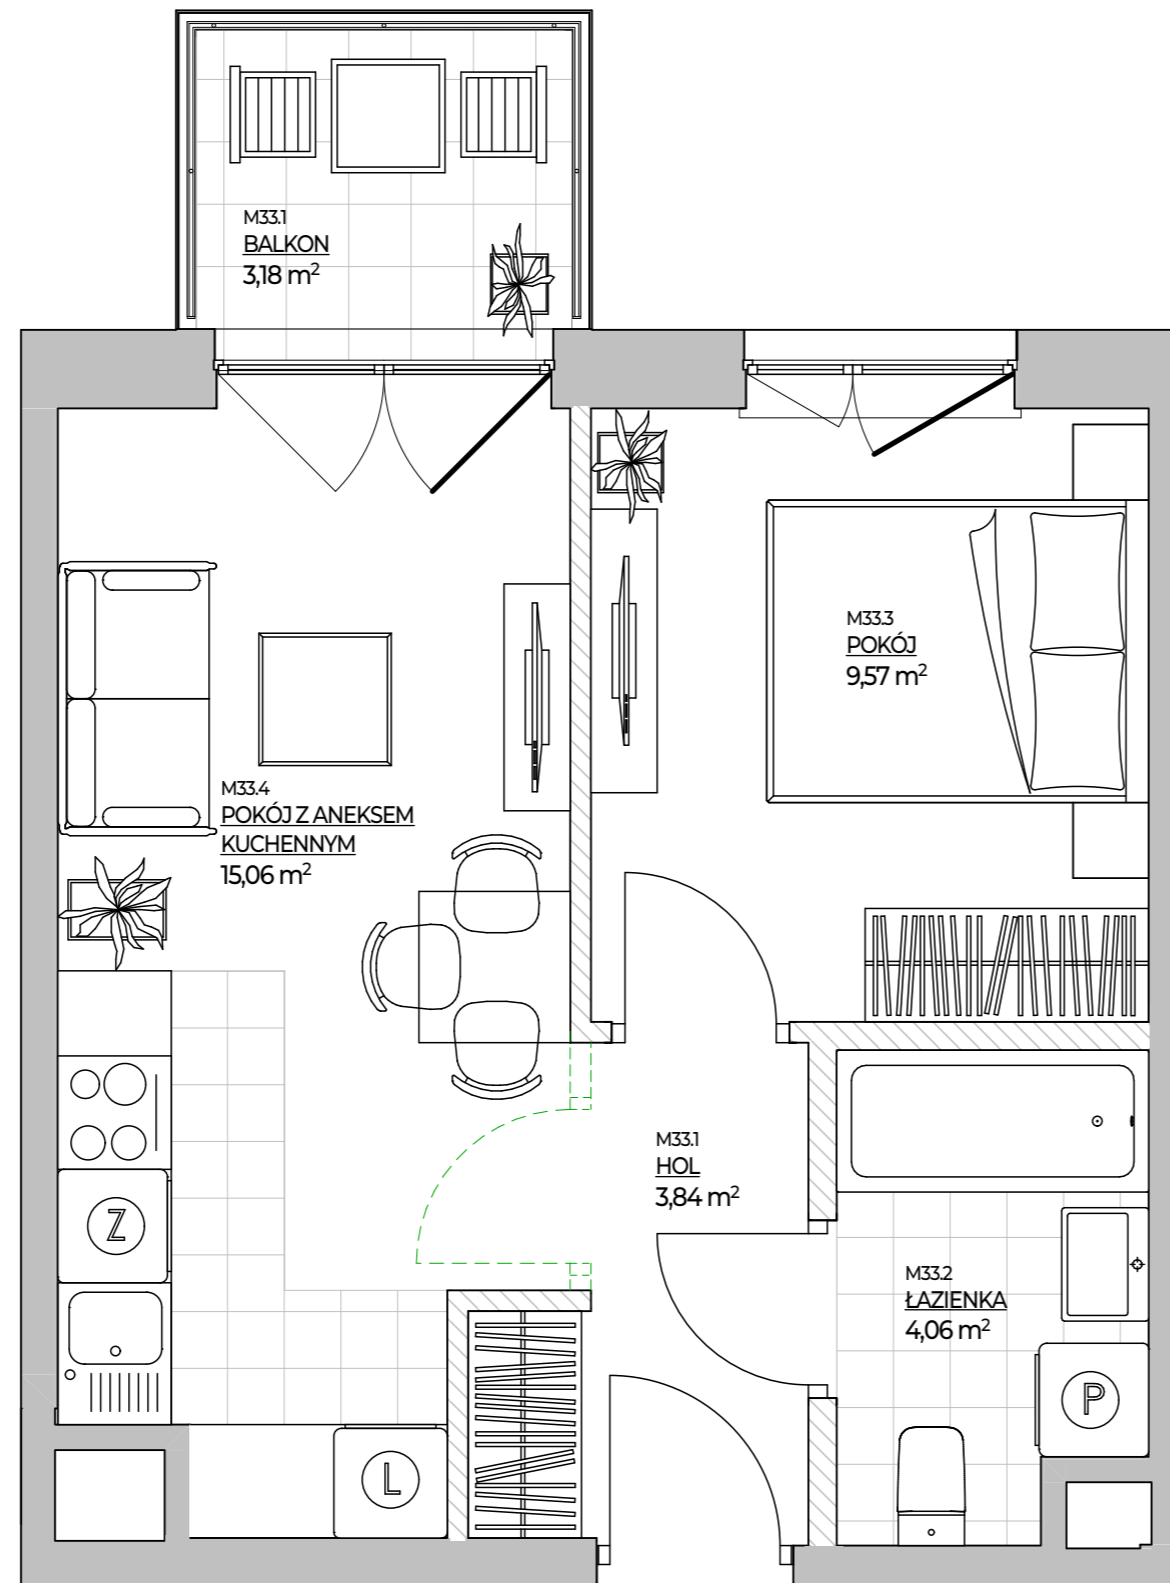 M33.1
BALKON
3,18 m²
M33.3
POKÓJ
9,57 m²
M33.4
POKÓJ Z ANEKSEM
KUCHENNYM
15,06 m²
M33.1
HOL
3,84 m²
Z
M33.2
ŁAZIENKA
4,06 m²
P
L